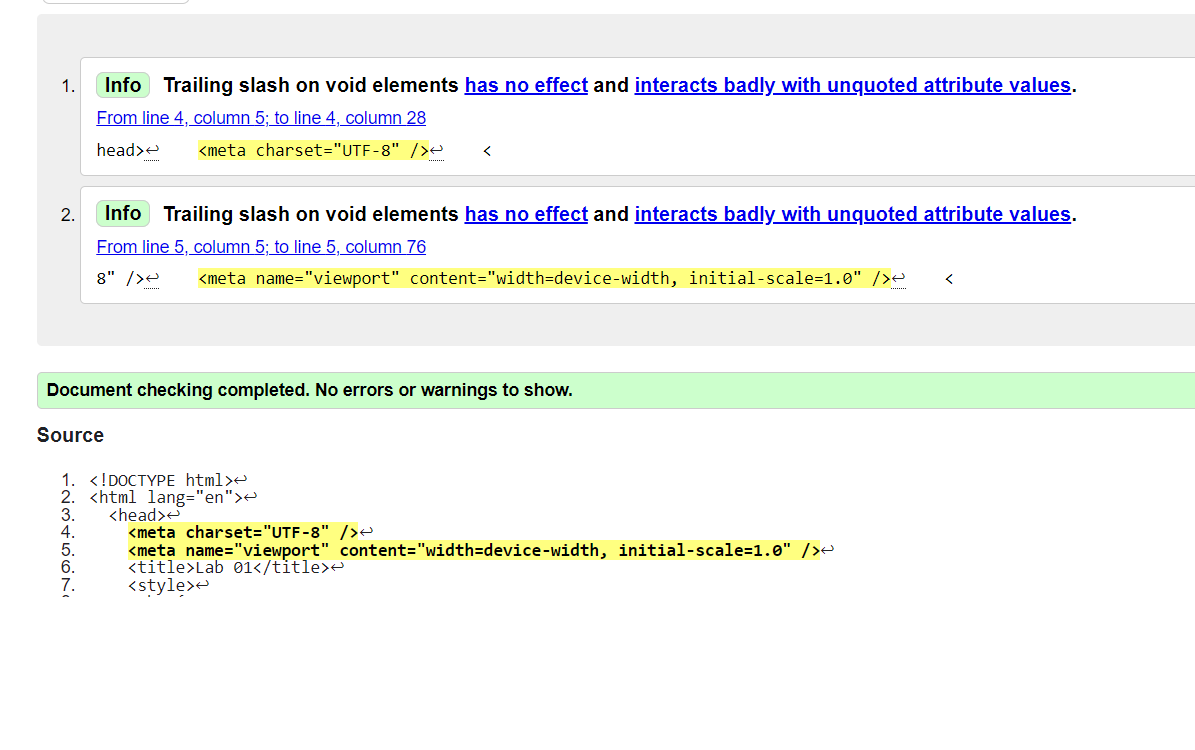 1. Info Trailing slash on void elements has no effect and interacts badly with unquoted attribute values.
From line 4, column 5; to line 4, column 28
head>↩ <meta charset="UTF-8" />↩ <
2. Info Trailing slash on void elements has no effect and interacts badly with unquoted attribute values.
From line 5, column 5; to line 5, column 76
8" />↩ <meta name="viewport" content="width=device-width, initial-scale=1.0" />↩ <
Document checking completed. No errors or warnings to show.
Source
1. <!DOCTYPE html>↩
2. <html lang="en">↩
3. <head>↩
4. <meta charset="UTF-8" />↩
5. <meta name="viewport" content="width=device-width, initial-scale=1.0" />↩
6. <title>Lab 01</title>↩
7. <style>↩